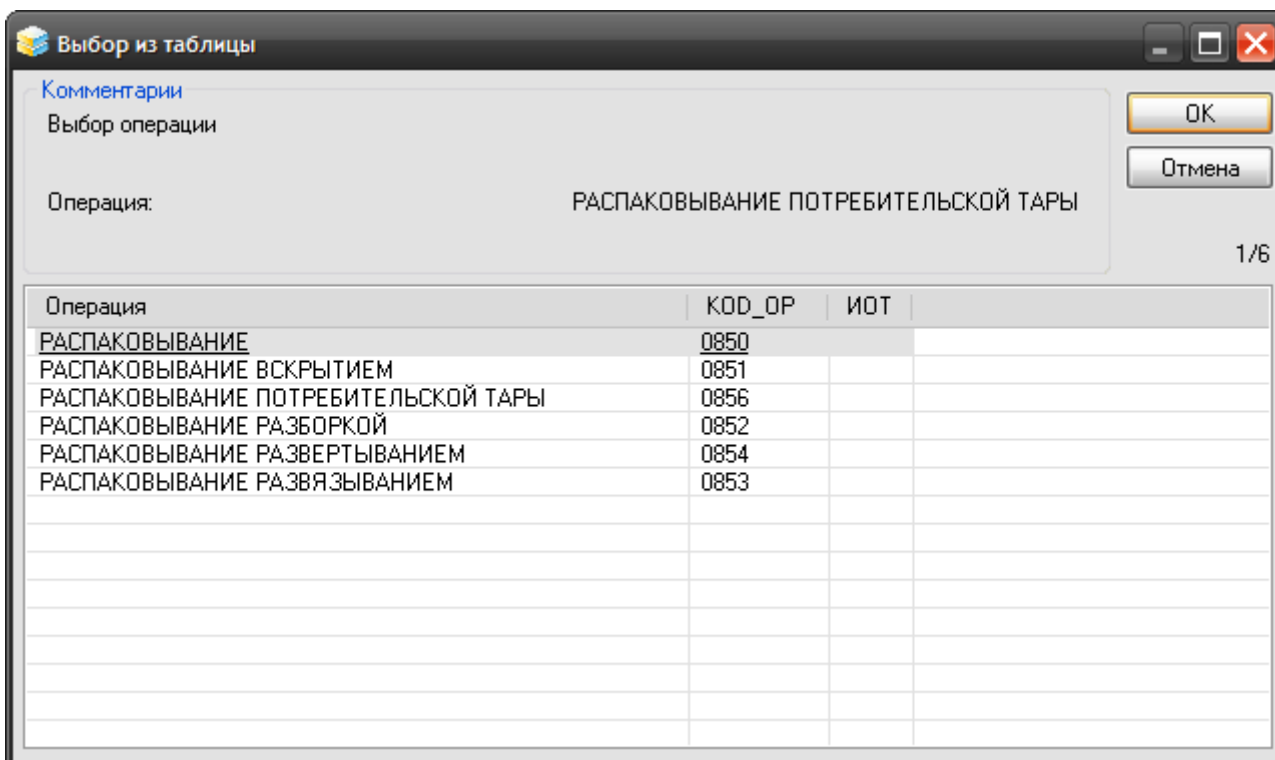 Выбор из таблицы
Комментарии
Выбор операции
OK
Отмена
Операция: РАСПАКОВЫВАНИЕ ПОТРЕБИТЕЛЬСКОЙ ТАРЫ
1/6
Операция KOD_OP ИОТ
РАСПАКОВЫВАНИЕ 0850
РАСПАКОВЫВАНИЕ ВСКРЫТИЕМ 0851
РАСПАКОВЫВАНИЕ ПОТРЕБИТЕЛЬСКОЙ ТАРЫ 0856
РАСПАКОВЫВАНИЕ РАЗБОРКОЙ 0852
РАСПАКОВЫВАНИЕ РАЗВЕРТЫВАНИЕМ 0854
РАСПАКОВЫВАНИЕ РАЗВЯЗЫВАНИЕМ 0853